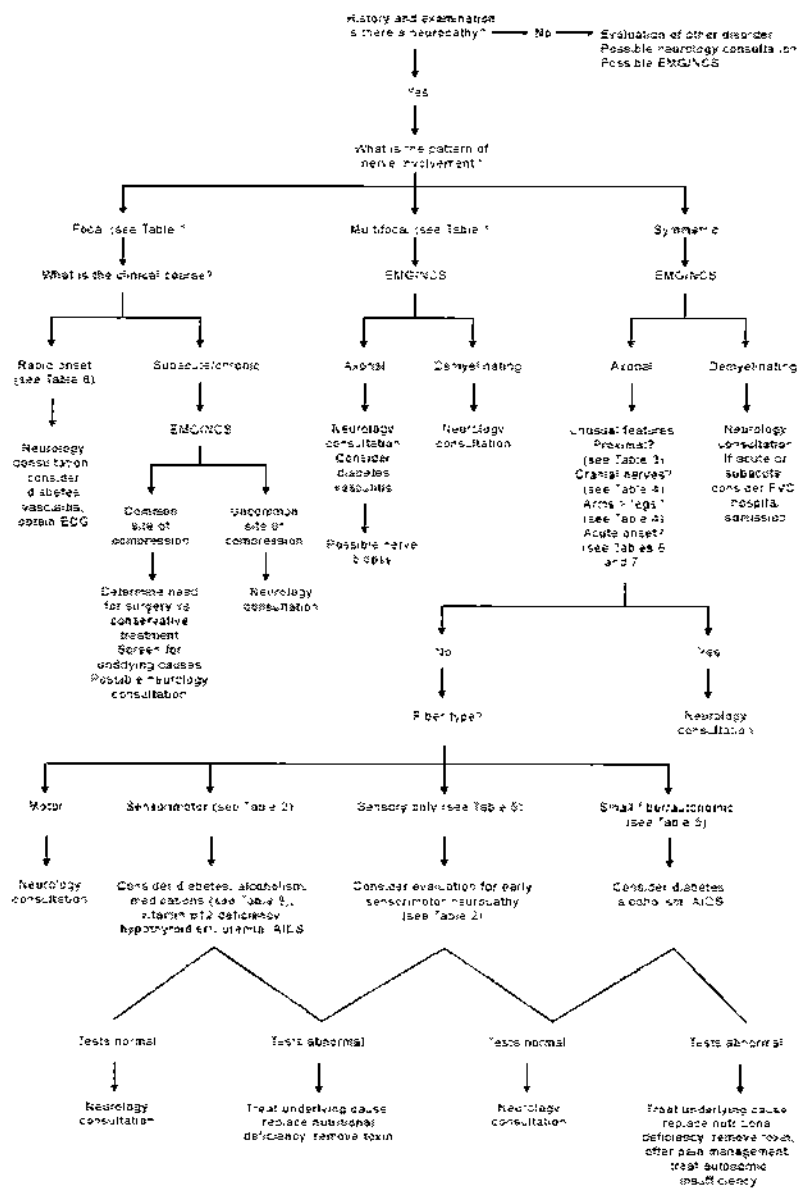 History and examination
is there a neuropathy?
No
Evaluation of other disorder
Possible neurology consultation
Possible EMG/NCS
Yes
What is the pattern of
nerve involvement?
Focal (see Table
Multifocal (see Table
Symmetric
What is the clinical course?
EMG/NCS
EMG/NCS
Rapid onset
(see Table 6)
Subacute/chronic
Axonal
Demyelinating
Axonal
Demyelinating
Neurology
consultation
consider
diabetes
vasculitis,
obtain ECG
EMG/NCS
Common
site of
compression
Uncommon
site of
compression
Determine need
for surgery vs
conservative
treatment
Screen for
undlying causes
Possible neurology
consultation
Neurology
consultation
Neurology
consultation
Consider
diabetes
vasculitis
Possible nerve
biopsy
Neurology
consultation
Unusual features
Proximal?
(see Table 3)
Cranial nerves?
(see Table 4)
Arms > legs?
(see Table 4)
Acute onset?
(see Tables 6
and 7
Neurology
consultation
If acute or
subacute
consider FVC
hospital
admission
No
Yes
Fiber type?
Neurology
consultation
Motor
Sensorimotor (see Table 2)
Sensory only (see Table 5)
Small fiber/autonomic
(see Table 5)
Neurology
consultation
Consider diabetes, alcoholism,
medications (see Table
vitamin B12 deficiency
hypothyroidism, uremia, AIDS
Consider evaluation for early
sensorimotor neuropathy
(see Table 2)
Consider diabetes
alcoholism, AIDS
Tests normal
Tests abnormal
Tests normal
Tests abnormal
Neurology
consultation
Treat underlying cause
replace nutritional
deficiency, remove toxin
Neurology
consultation
Treat underlying cause
replace nutritional
deficiency, remove toxin,
offer pain management,
treat autonomic
insufficiency